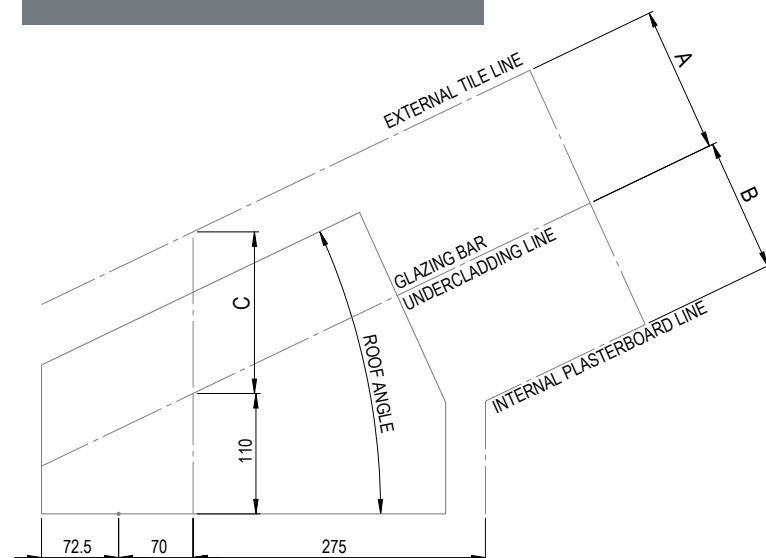 EXTERNAL TILE LINE
A
B
GLAZING BAR
UNDERCLADDING LINE
C
ROOF ANGLE
INTERNAL PLASTERBOARD LINE
110
72.5
70
275